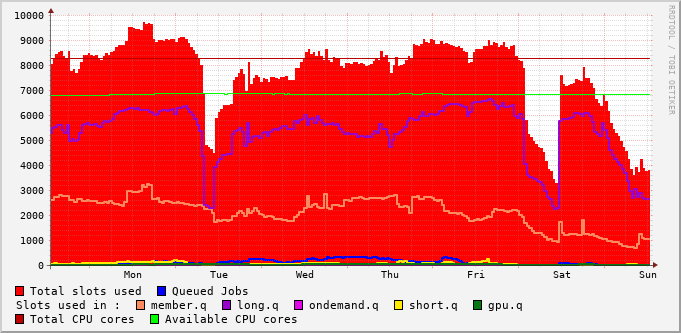 RRDTOOL / TOBI OETIKER
10000
9000
8000
7000
6000
5000
4000
3000
2000
1000
0
Mon Tue Wed Thu Fri Sat Sun
Total slots used Queued Jobs
Slots used in : member.q long.q ondemand.q short.q gpu.q
Total CPU cores Available CPU cores